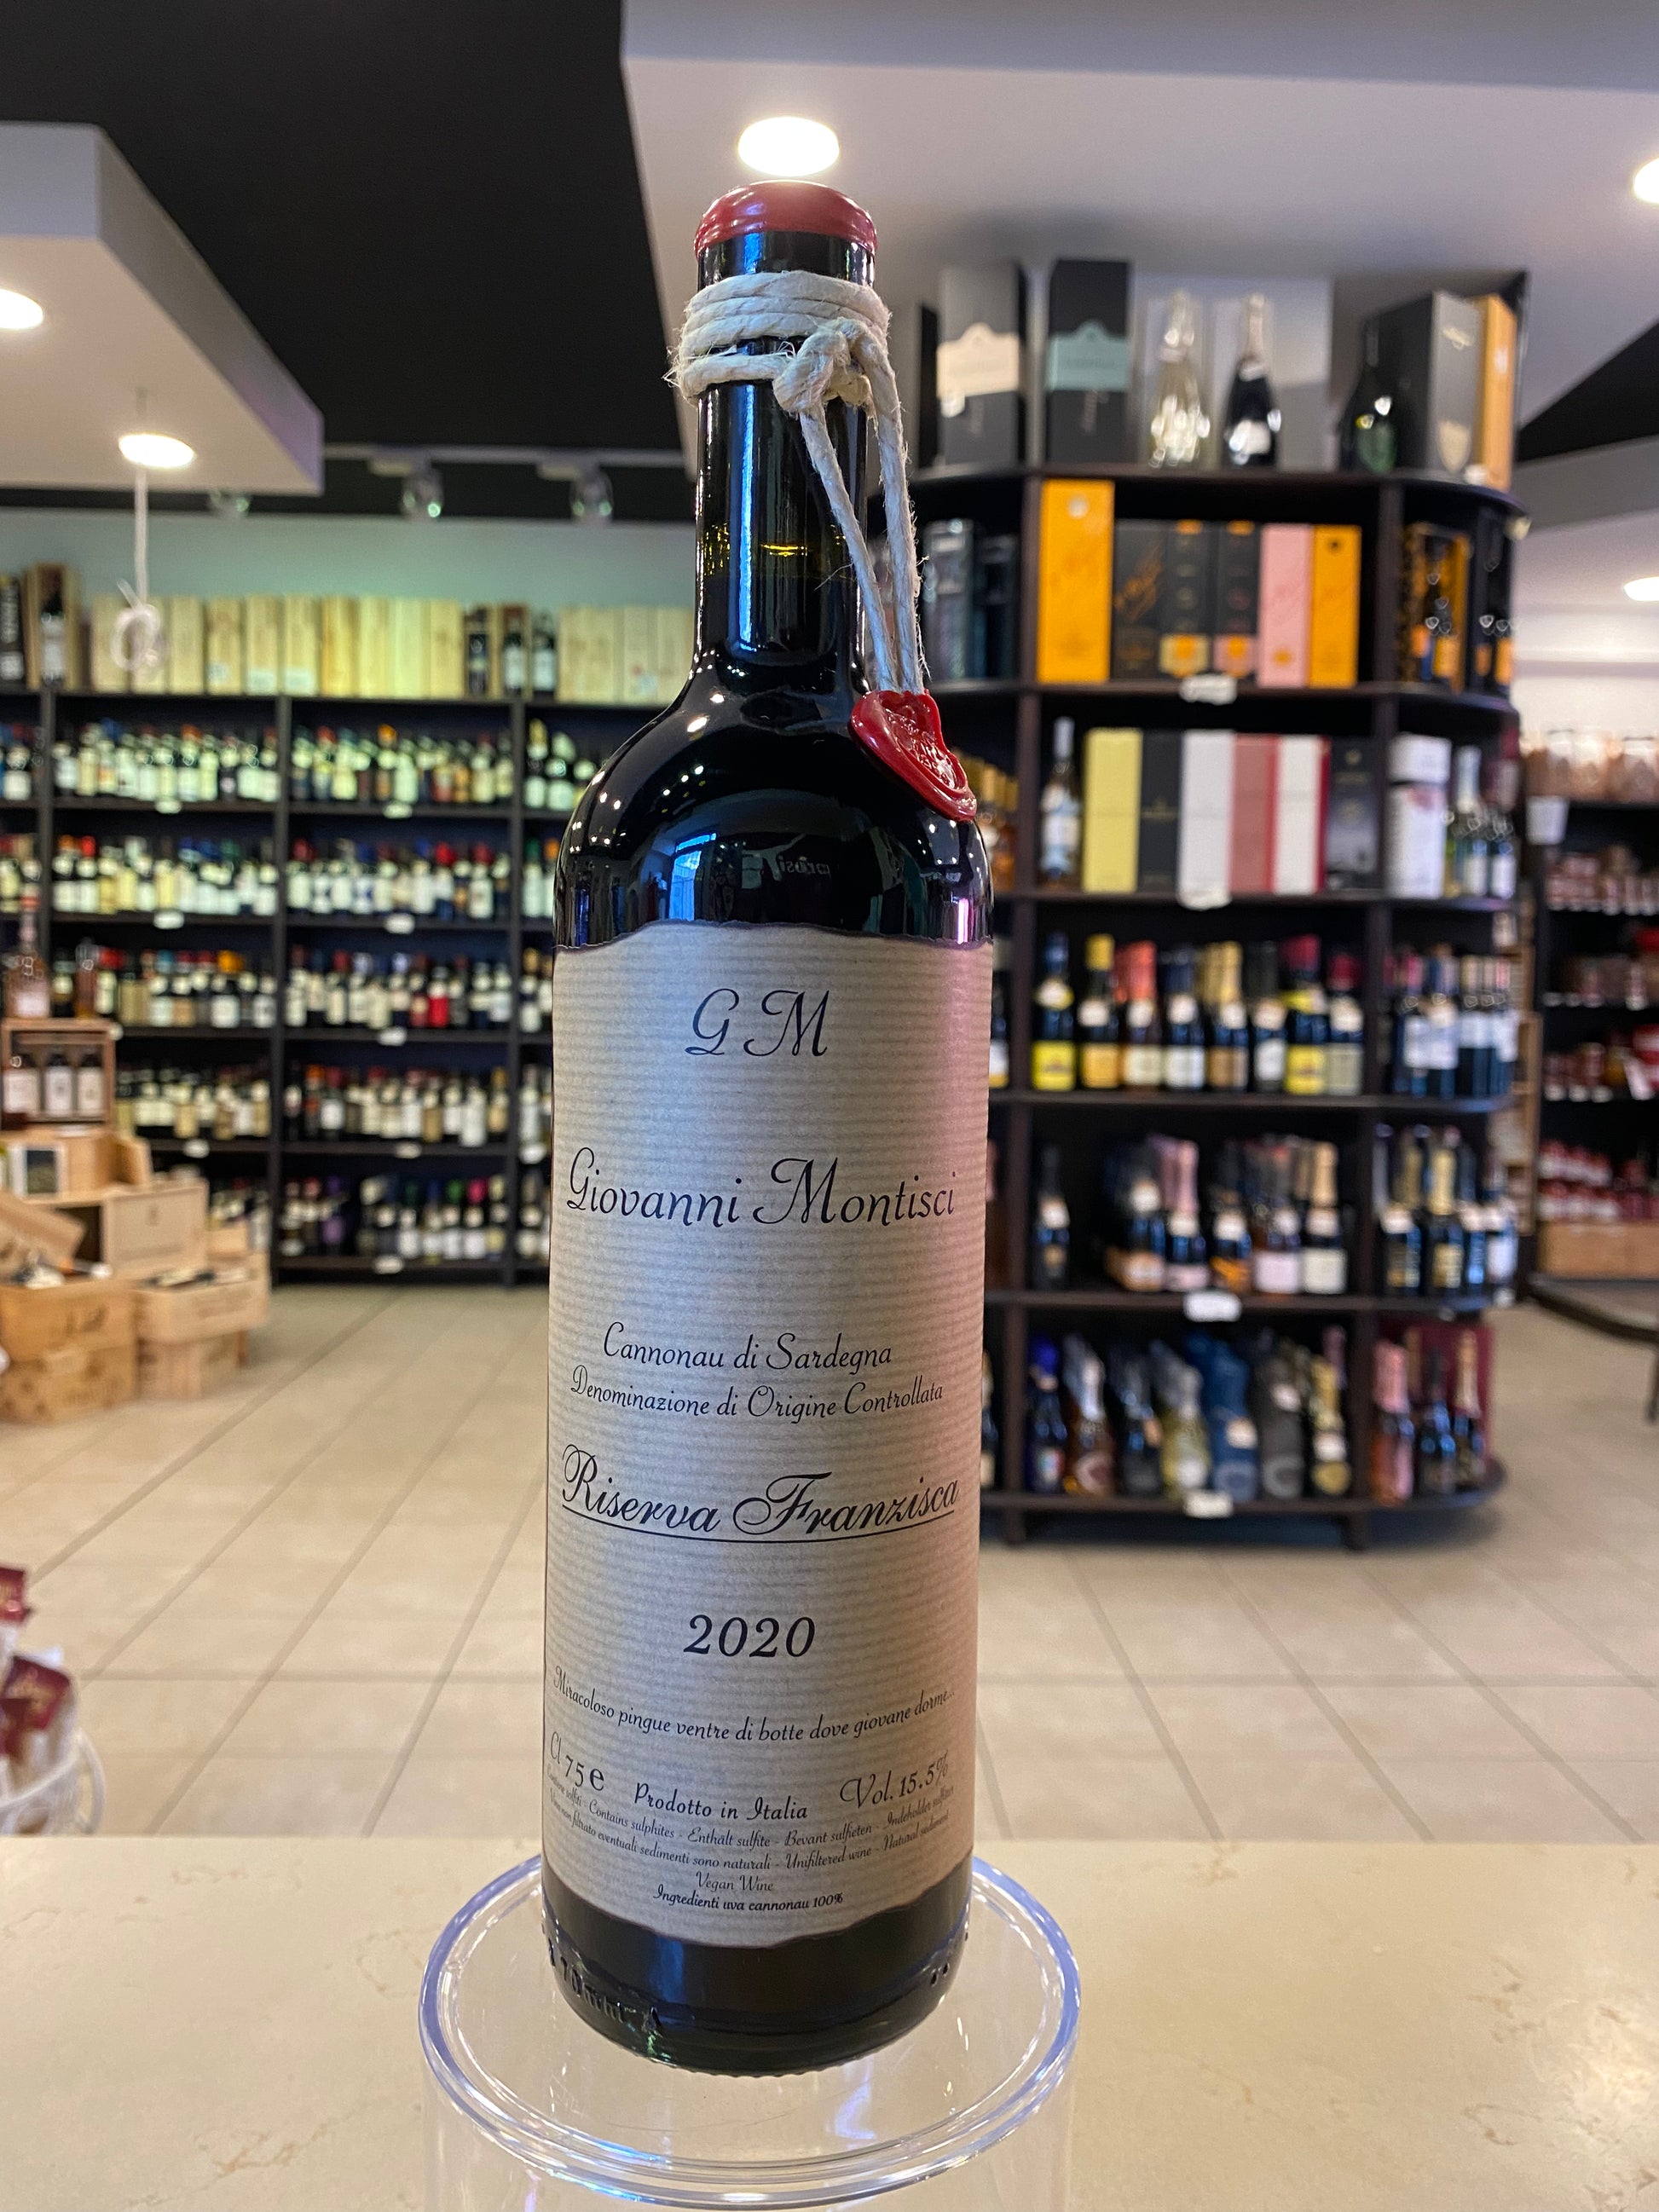 G M
Giovanni Montisci
Cannonau di Sardegna
Denominazione di Origine Controllata
Riserva Franzisca
2020
Miracoloso pingue ventre di botte dove giovane dorme...
Cl 75 e Prodotto in Italia Vol. 15.5%
Contiene solfiti - Contains sulphites - Enthält sulfite - Bevant sulfieten - Indeholder sulfitter
Vino non filtrato eventuali sedimenti sono naturali - Unfiltered wine - Natural sediment
Vegan Wine
Ingredienti uva cannonau 100%